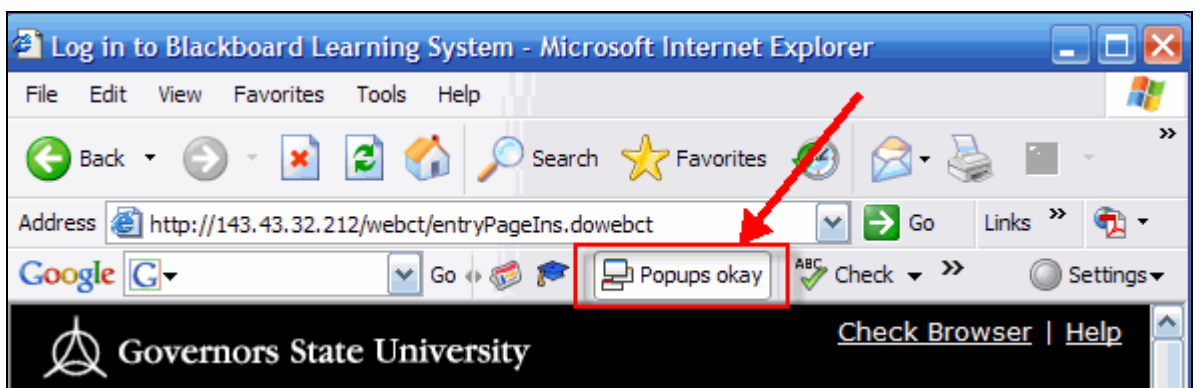 Log in to Blackboard Learning System - Microsoft Internet Explorer
File Edit View Favorites Tools Help
Back Search Favorites »
Address http://143.43.32.212/webct/entryPageIns.dowebct Go Links »
Google G Go Popups okay ABC Check » Settings
Governors State University Check Browser | Help